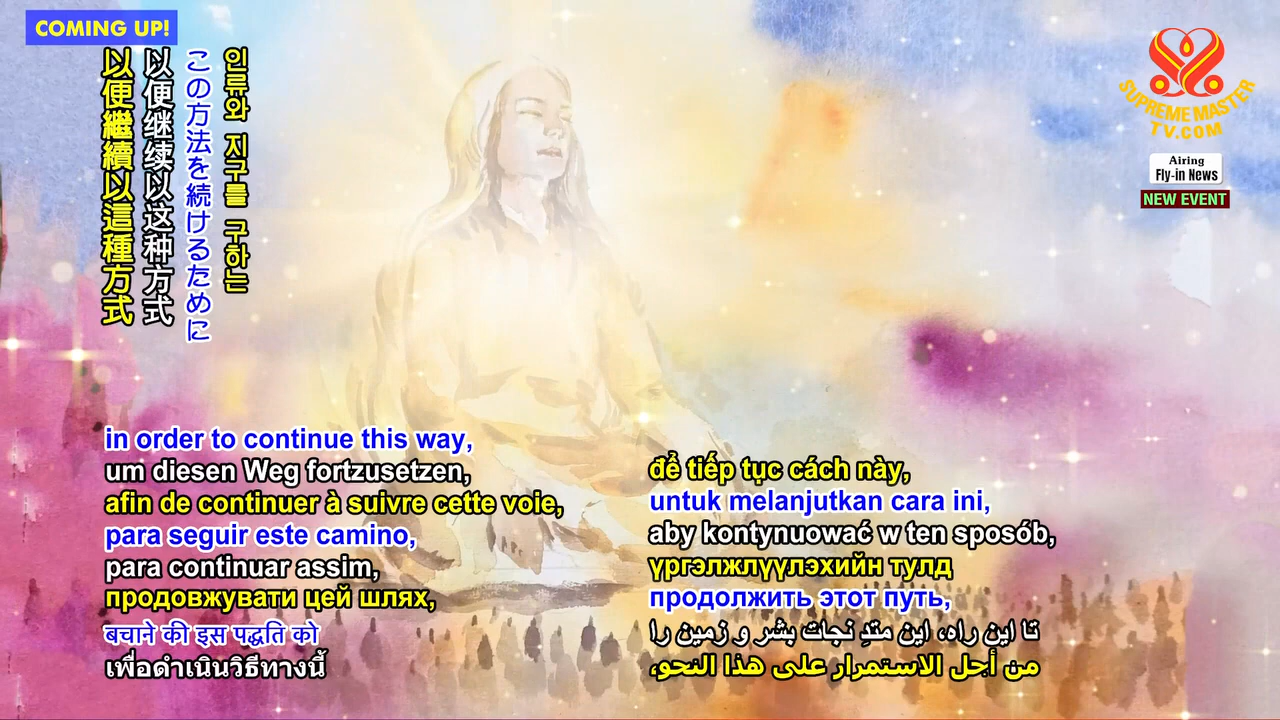 COMING UP!
以便繼續以這種方式
以便继续以这种方式
この方法を続けるために
인류와 지구를 구하는
SUPREME MASTER
TV.COM
Airing
Fly-in News
NEW EVENT
in order to continue this way,
um diesen Weg fortzusetzen,
afin de continuer à suivre cette voie,
para seguir este camino,
para continuar assim,
продовжувати цей шлях,
बचाने की इस पद्धति को
เพื่อดำเนินวิธีทางนี้
để tiếp tục cách này,
untuk melanjutkan cara ini,
aby kontynuować w ten sposób,
үргэлжлүүлэхийн тулд
продолжить этот путь,
تا این راه، این متدِ نجات بشر و زمین را
من أجل الاستمرار على هذا النحو،